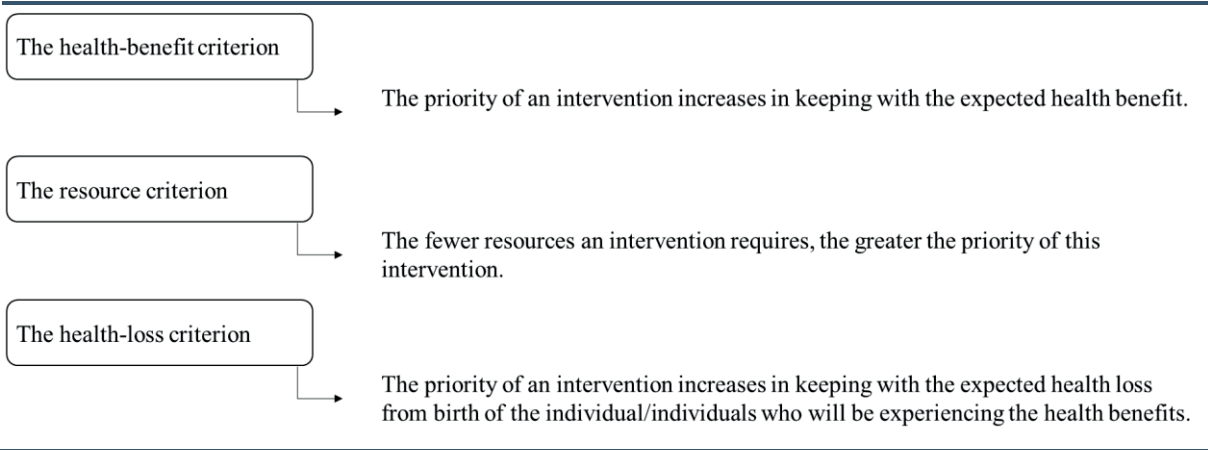 The health-benefit criterion
The priority of an intervention increases in keeping with the expected health benefit.
The resource criterion
The fewer resources an intervention requires, the greater the priority of this
intervention.
The health-loss criterion
The priority of an intervention increases in keeping with the expected health loss
from birth of the individual/individuals who will be experiencing the health benefits.